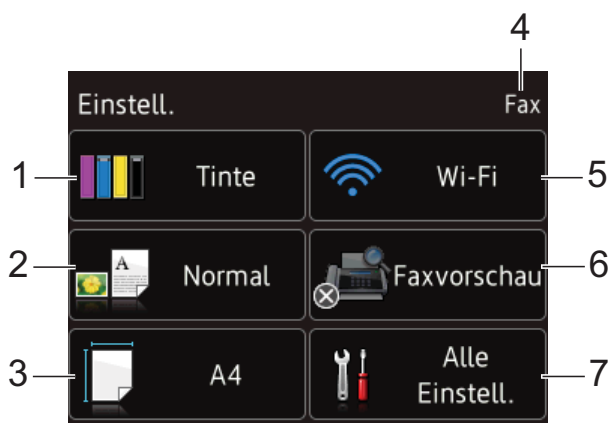 4
Einstell. Fax
1 Tinte Wi-Fi 5
2 A Normal Faxvorschau 6
3 A4 Alle Einstell. 7